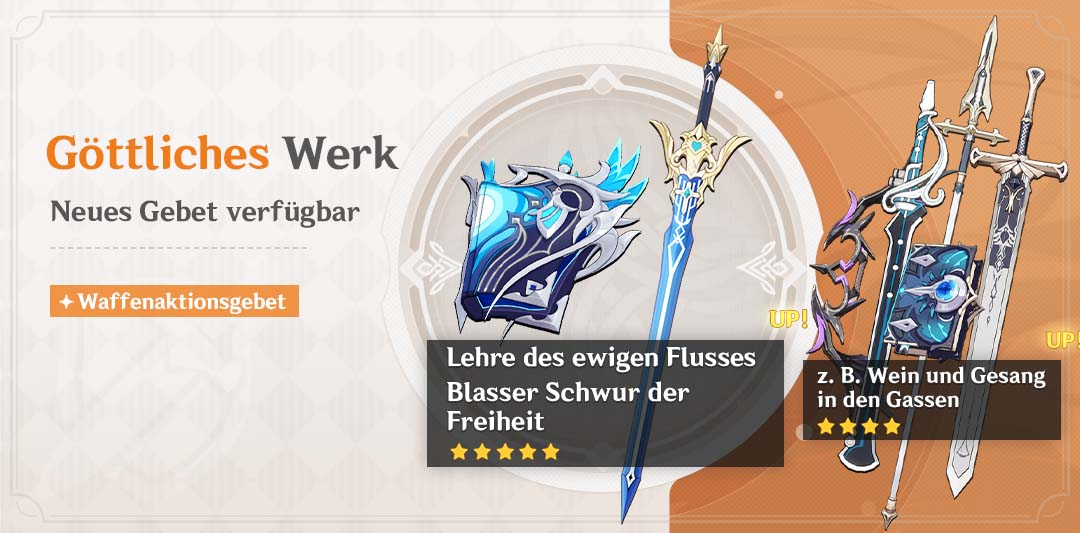 Göttliches Werk
Neues Gebet verfügbar
Waffenaktionsgebet
Lehre des ewigen Flusses
Blasser Schwur der
Freiheit
UP!
z. B. Wein und Gesang
in den Gassen
UP!